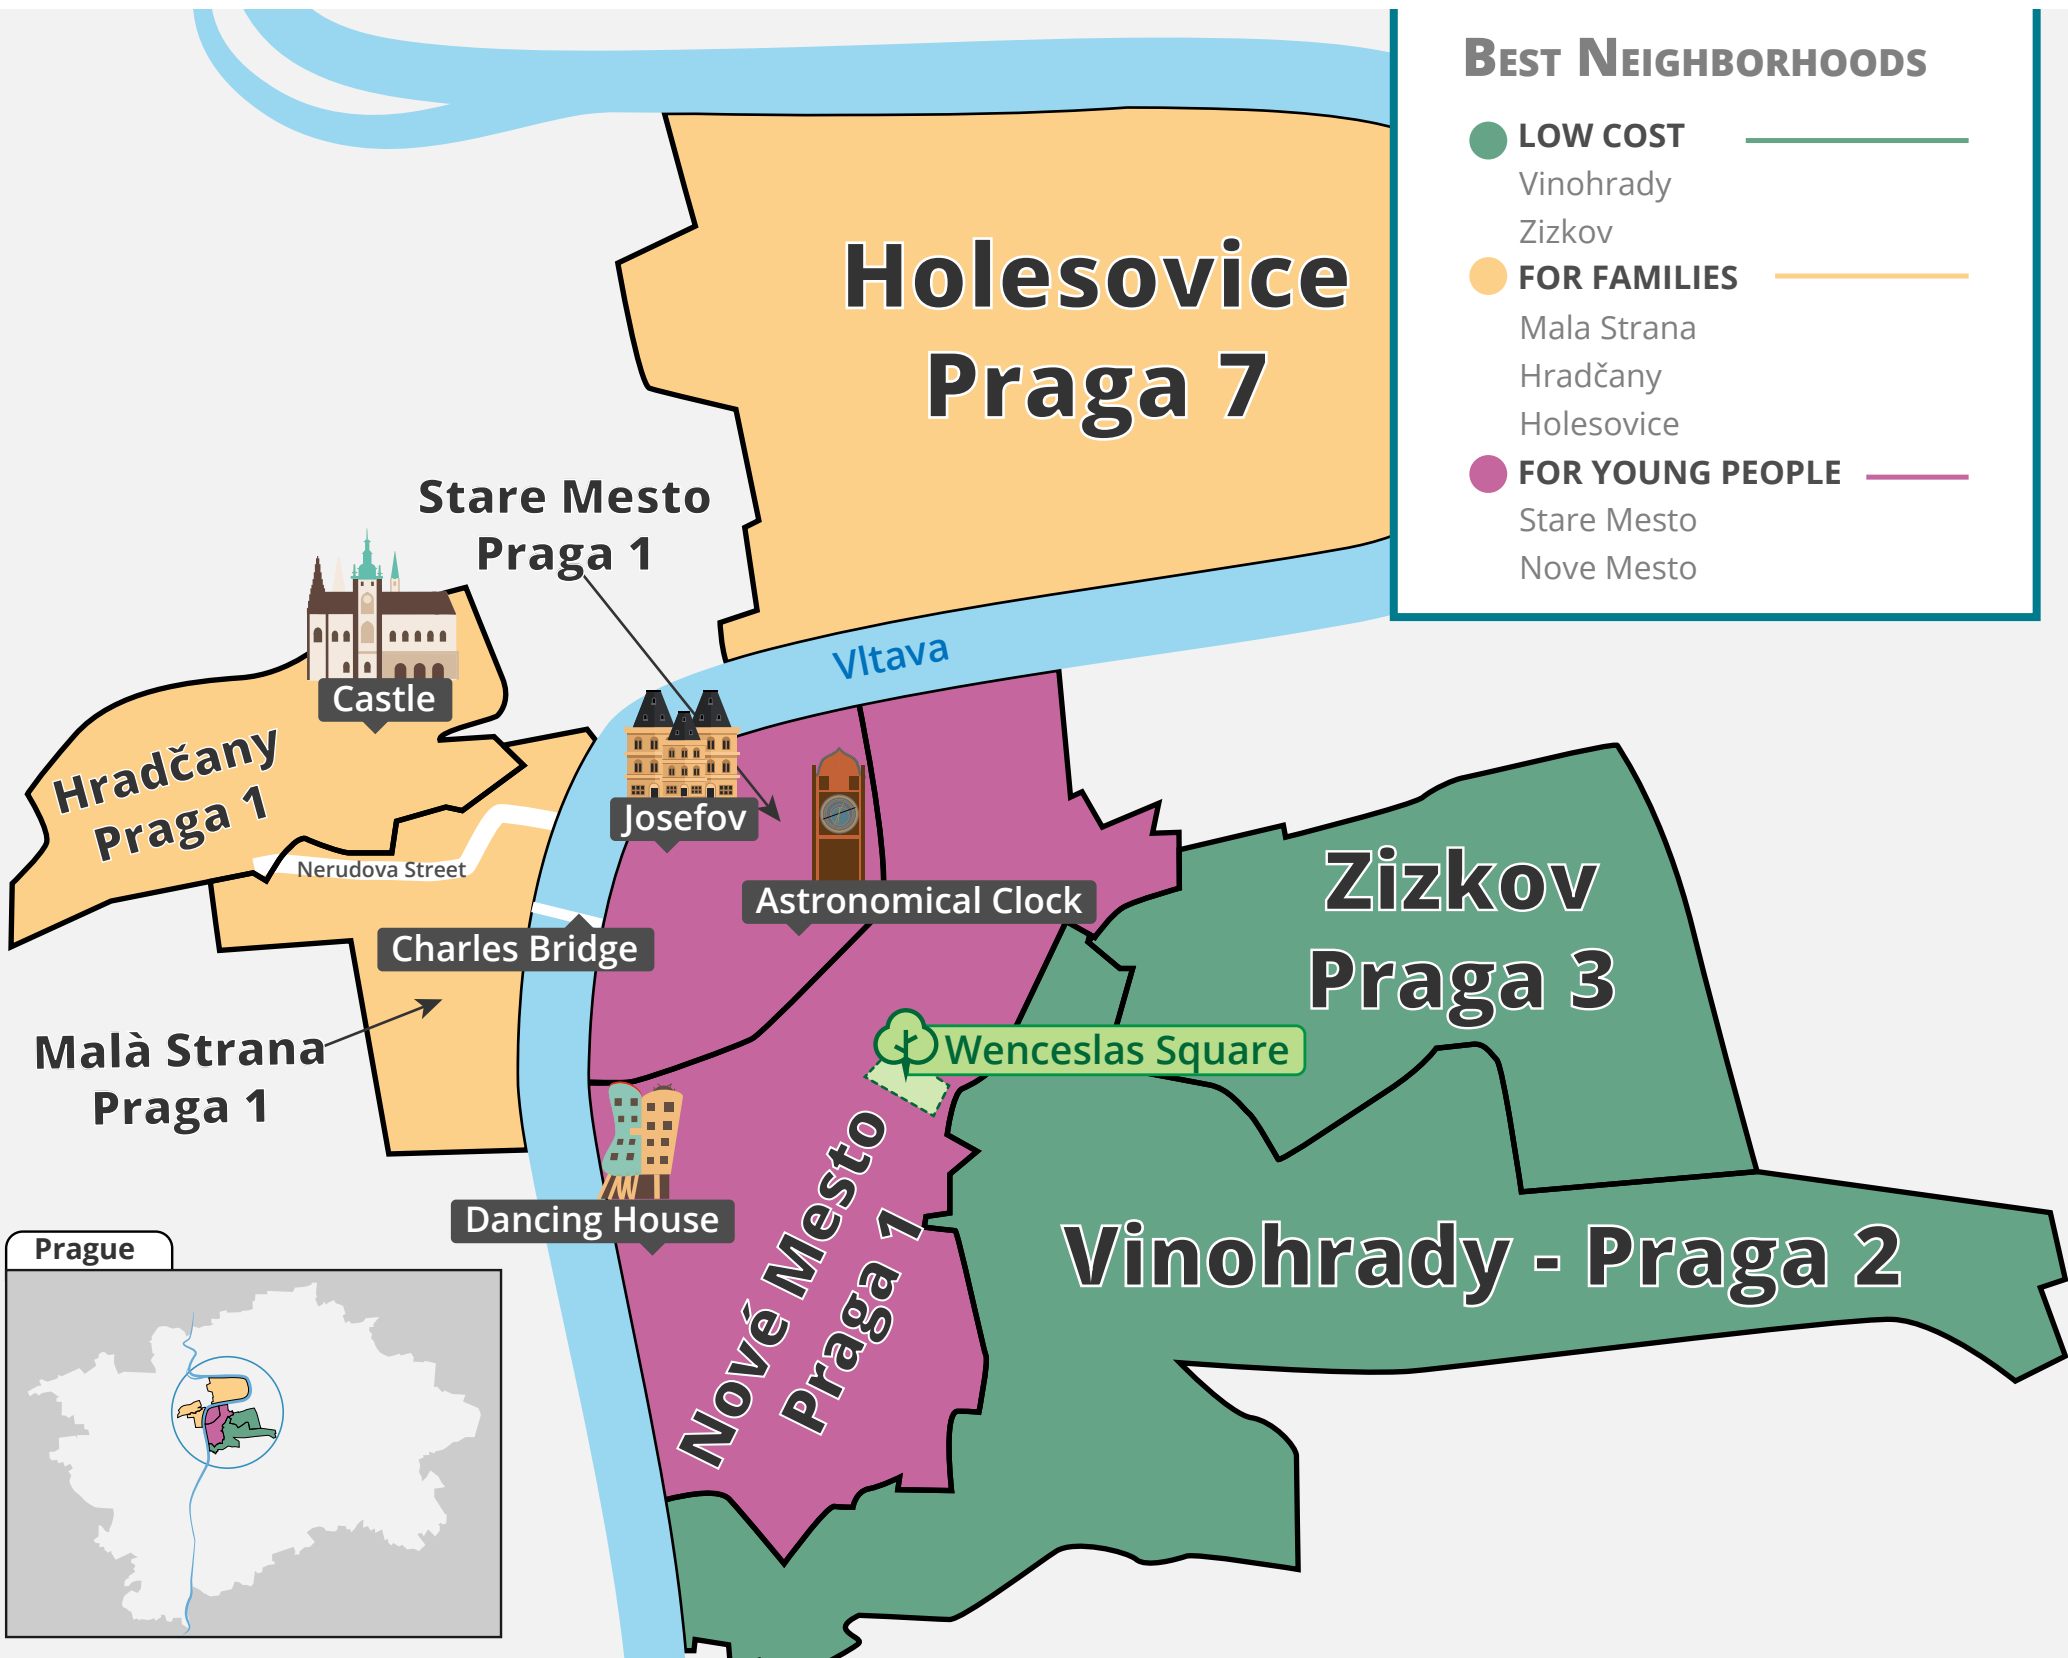 BEST NEIGHBORHOODS
LOW COST
Vinohrady
Zizkov
FOR FAMILIES
Mala Strana
Hradčany
Holesovice
FOR YOUNG PEOPLE
Stare Mesto
Nove Mesto
Holesovice
Praga 7
Stare Mesto
Praga 1
Vltava
Castle
Hradčany
Praga 1
Josefov
Nerudova Street
Astronomical Clock
Charles Bridge
Zizkov
Praga 3
Malà Strana
Praga 1
Wenceslas Square
Dancing House
Nové Mesto
Praga 1
Vinohrady - Praga 2
Prague